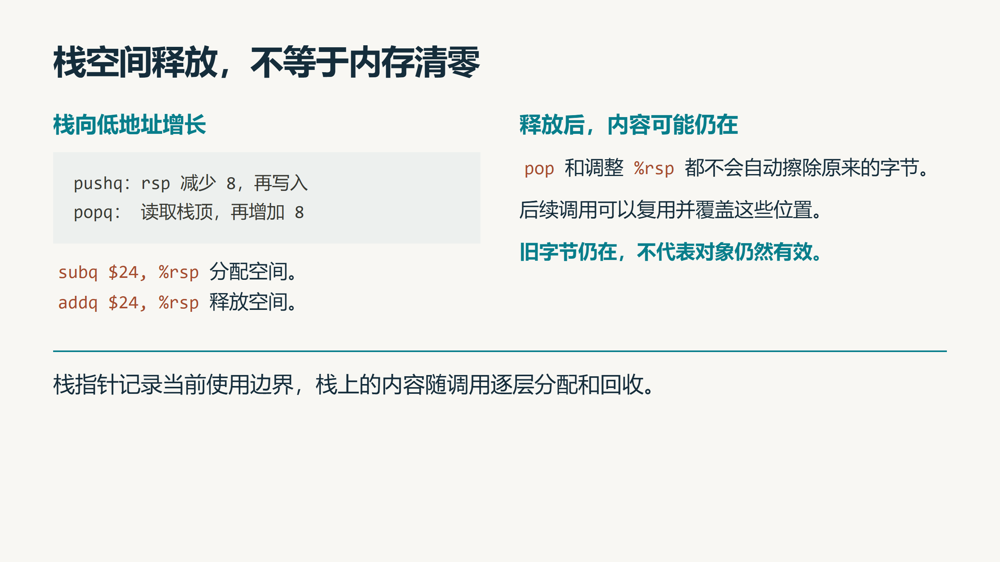 栈空间释放，不等于内存清零
栈向低地址增长
pushq：rsp 减少 8，再写入
popq： 读取栈顶，再增加 8
subq $24, %rsp 分配空间。
addq $24, %rsp 释放空间。
释放后，内容可能仍在
pop 和调整 %rsp 都不会自动擦除原来的字节。
后续调用可以复用并覆盖这些位置。
旧字节仍在，不代表对象仍然有效。
栈指针记录当前使用边界，栈上的内容随调用逐层分配和回收。